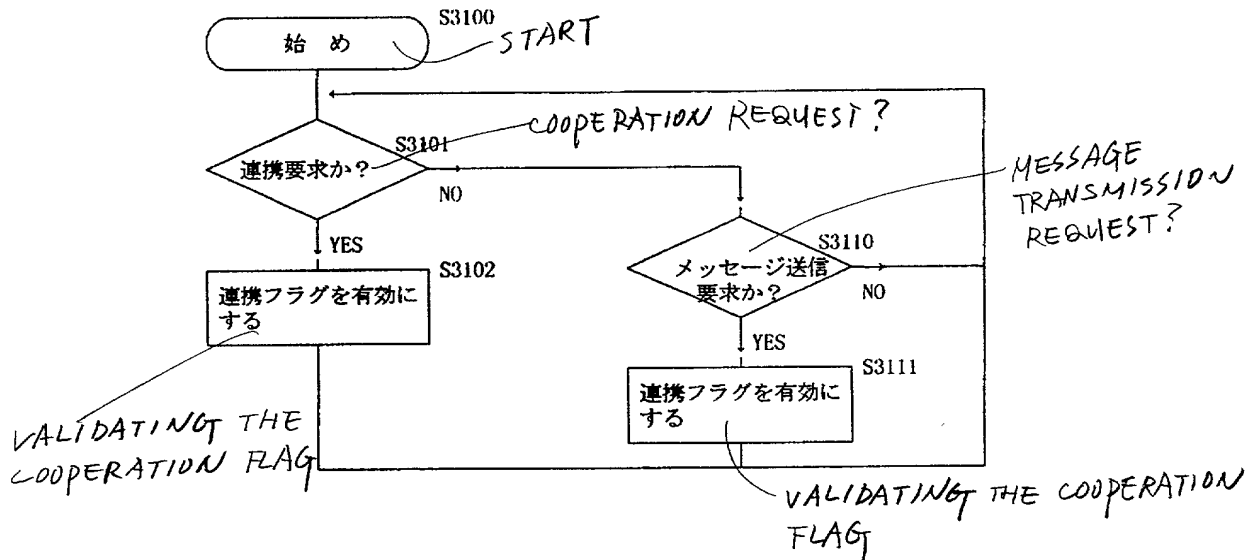 S3100
始 め
START
COOPERATION REQUEST?
S3101
連携要求か?
NO
MESSAGE
TRANSMISSION
REQUEST?
YES
S3110
メッセージ送信
要求か?
NO
S3102
連携フラグを有効に
する
YES
S3111
連携フラグを有効に
する
VALIDATING THE
COOPERATION FLAG
VALIDATING THE COOPERATION
FLAG